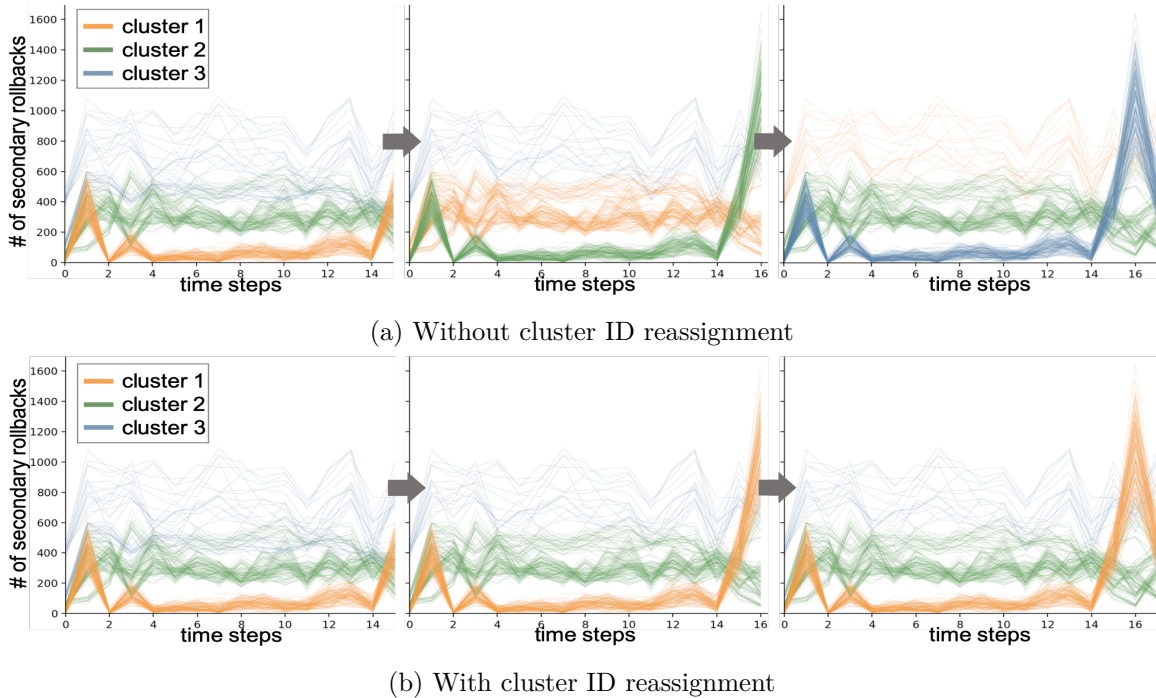 1600
1400
1200
1000
800
600
400
200
0
# of secondary rollbacks
cluster 1
cluster 2
cluster 3
0 2 4 6 8 10 12 14
time steps
0 2 4 6 8 10 12 14 16
time steps
0 2 4 6 8 10 12 14 16
time steps
(a) Without cluster ID reassignment
1600
1400
1200
1000
800
600
400
200
0
# of secondary rollbacks
cluster 1
cluster 2
cluster 3
0 2 4 6 8 10 12 14
time steps
0 2 4 6 8 10 12 14 16
time steps
0 2 4 6 8 10 12 14 16
time steps
(b) With cluster ID reassignment